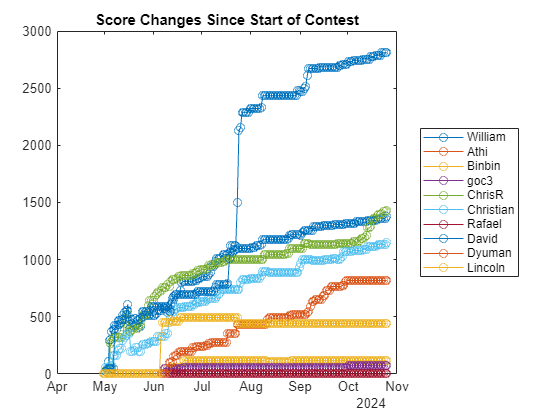 Score Changes Since Start of Contest
3000
2500
2000
1500
1000
500
0
Apr May Jun Jul Aug Sep Oct Nov
2024
William
Athi
Binbin
goc3
ChrisR
Christian
Rafael
David
Dyuman
Lincoln